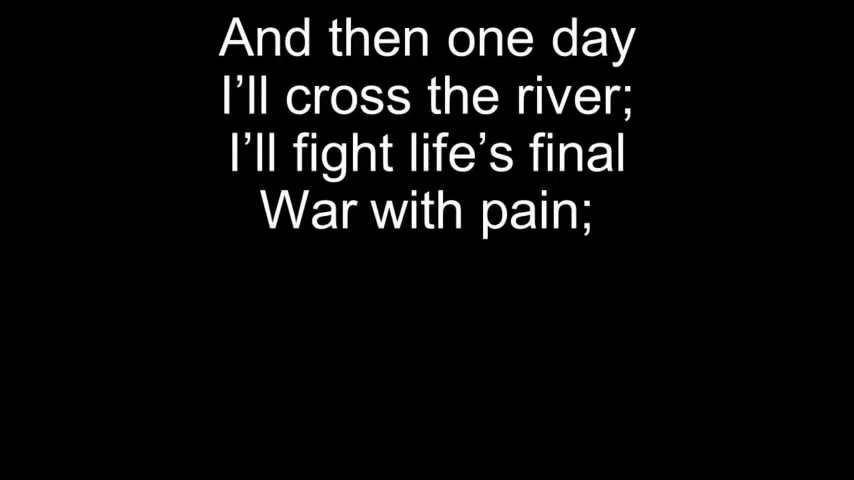 And then one day
I’ll cross the river;
I’ll fight life’s final
War with pain;